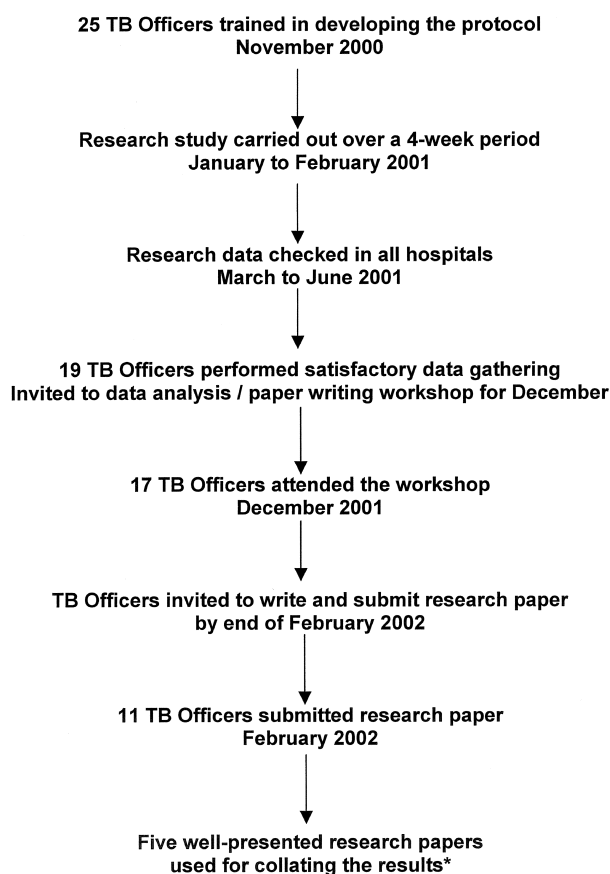 25 TB Officers trained in developing the protocol
November 2000
Research study carried out over a 4-week period
January to February 2001
Research data checked in all hospitals
March to June 2001
19 TB Officers performed satisfactory data gathering
Invited to data analysis / paper writing workshop for December
17 TB Officers attended the workshop
December 2001
TB Officers invited to write and submit research paper
by end of February 2002
11 TB Officers submitted research paper
February 2002
Five well-presented research papers
used for collating the results*